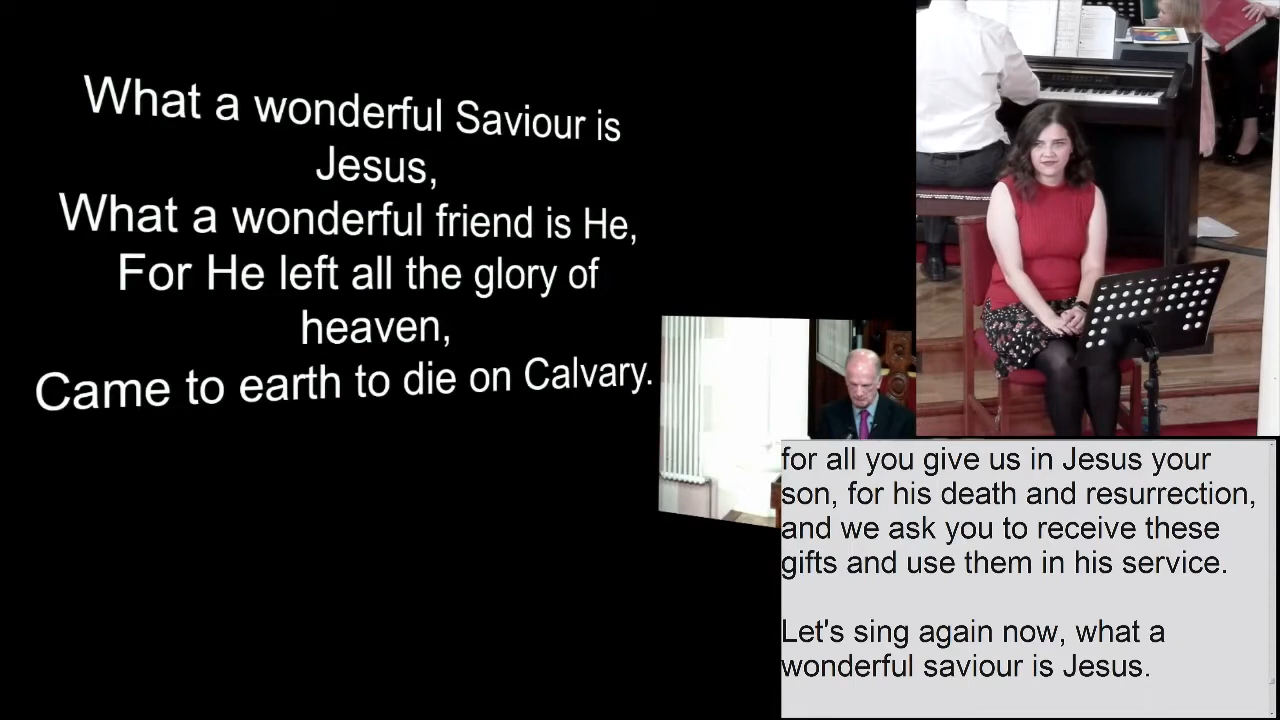 What a wonderful Saviour is
Jesus,
What a wonderful friend is He,
For He left all the glory of
heaven,
Came to earth to die on Calvary.
for all you give us in Jesus your
son, for his death and resurrection,
and we ask you to receive these
gifts and use them in his service.
Let's sing again now, what a
wonderful saviour is Jesus.